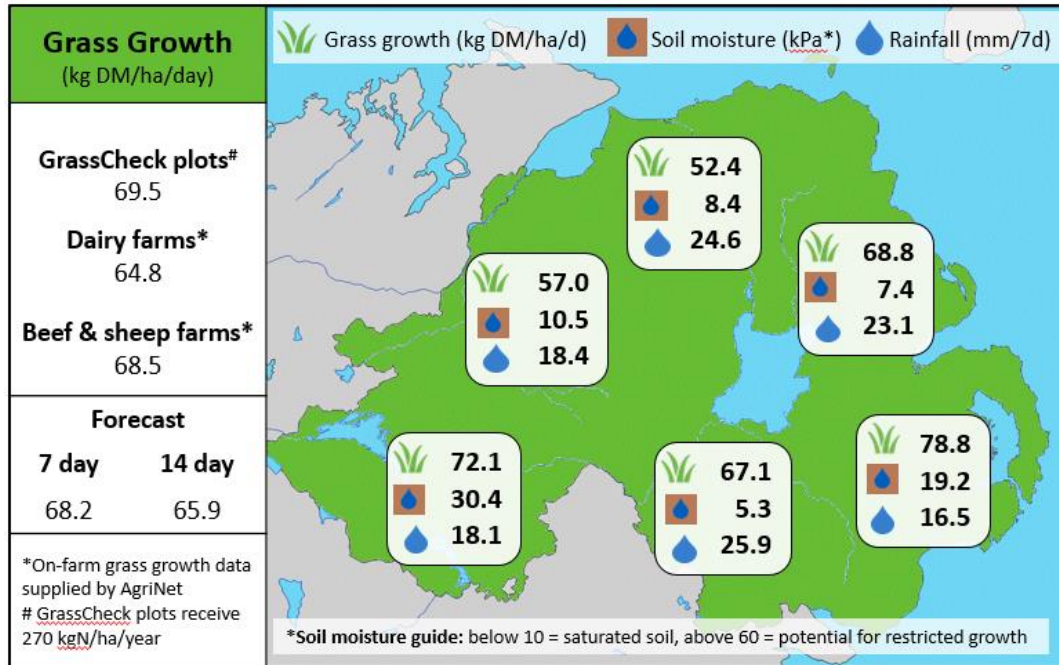 Grass Growth
(kg DM/ha/day)
GrassCheck plots#
69.5
Dairy farms*
64.8
Beef & sheep farms*
68.5
Forecast
7 day 14 day
68.2 65.9
*On-farm grass growth data
supplied by AgriNet
# GrassCheck plots receive
270 kgN/ha/year
Grass growth (kg DM/ha/d) Soil moisture (kPa*) Rainfall (mm/7d)
52.4
8.4
24.6
68.8
7.4
23.1
57.0
10.5
18.4
72.1
30.4
18.1
67.1
5.3
25.9
78.8
19.2
16.5
*Soil moisture guide: below 10 = saturated soil, above 60 = potential for restricted growth